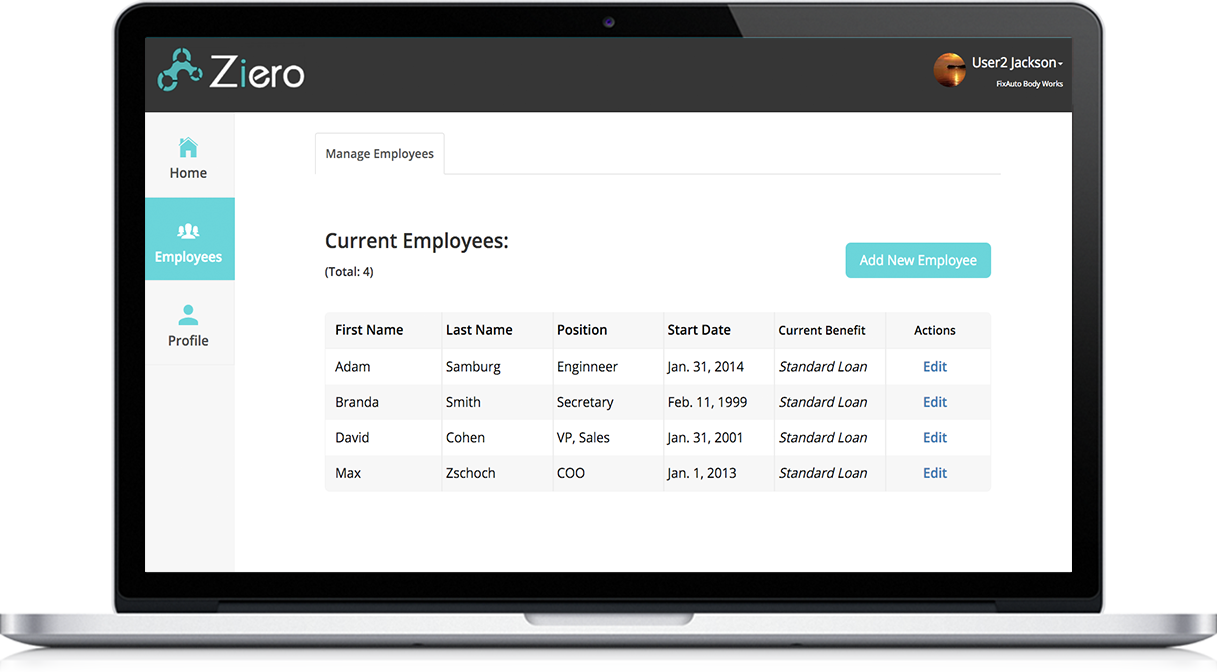 Ziero
User2 Jackson
FixAuto Body Works
Home
Employees
Profile
Manage Employees
Current Employees:
(Total: 4)
Add New Employee
First Name Last Name Position Start Date Current Benefit Actions
Adam Samburg Enginneer Jan. 31, 2014 Standard Loan Edit
Branda Smith Secretary Feb. 11, 1999 Standard Loan Edit
David Cohen VP, Sales Jan. 31, 2001 Standard Loan Edit
Max Zschoch COO Jan. 1, 2013 Standard Loan Edit